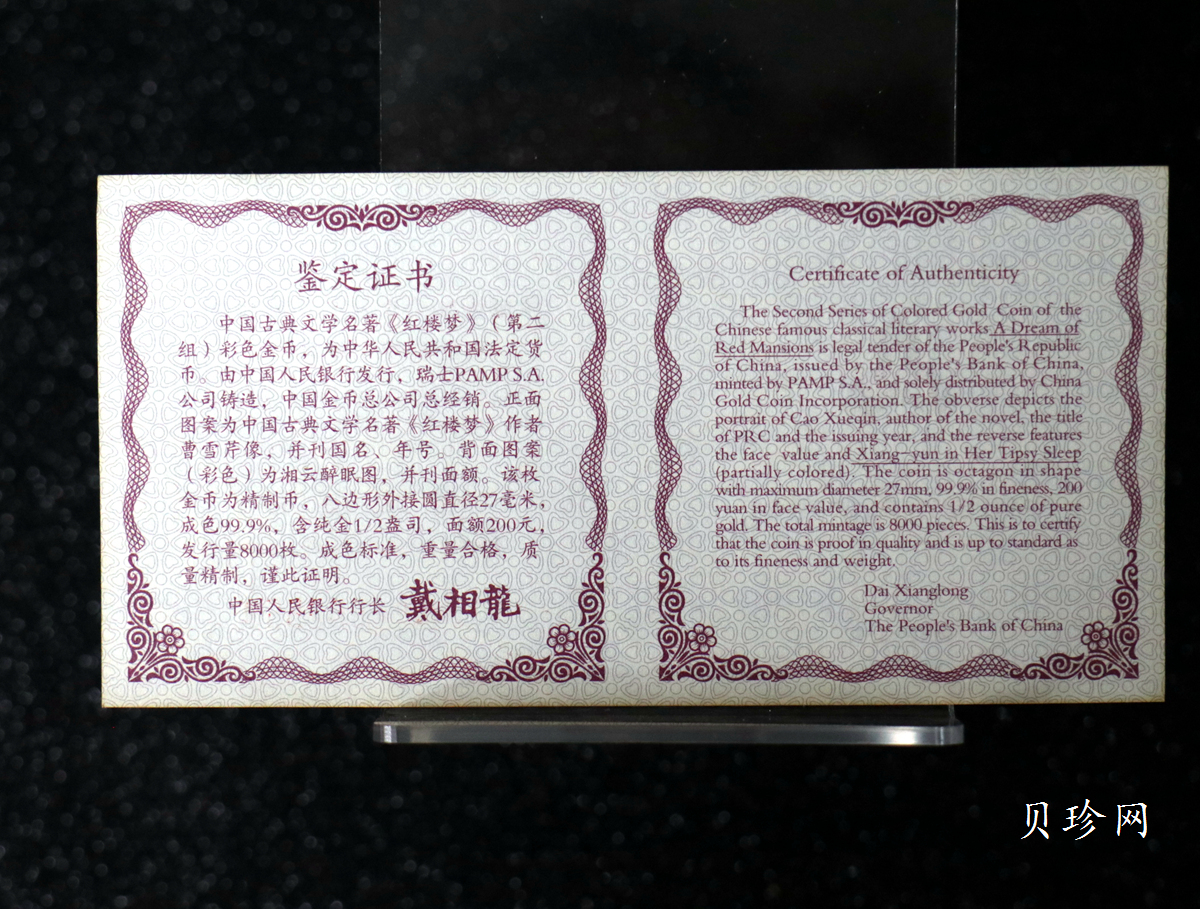 鉴定证书
中国古典文学名著《红楼梦》（第二
组）彩色金币，为中华人民共和国法定货
币。由中国人民银行发行，瑞士PAMP S.A.
公司铸造，中国金币总公司总经销。正面
图案为中国古典文学名著《红楼梦》作者
曹雪芹像，并刊国名、年号。背面图案
（彩色）为湘云醉眠图，并刊面额。该枚
金币为精制币，八边形外接圆直径27毫米，
成色99.9%，含纯金1/2盎司，面额200元，
发行量8000枚。成色标准，重量合格，质
量精制，谨此证明。
中国人民银行行长 戴相龍
Certificate of Authenticity
The Second Series of Colored Gold Coin of the
Chinese famous classical literary works A Dream of
Red Mansions is legal tender of the People's Republic
of China, issued by the People's Bank of China,
minted by PAMP S.A., and solely distributed by China
Gold Coin Incorporation. The obverse depicts the
portrait of Cao Xueqin, author of the novel, the title
of PRC and the issuing year, and the reverse features
the face value and Xiang—yun in Her Tipsy Sleep
(partially colored). The coin is octagon in shape
with maximum diameter 27mm, 99.9% in fineness, 200
yuan in face value, and contains 1/2 ounce of pure
gold. The total mintage is 8000 pieces. This is to certify
that the coin is proof in quality and is up to standard as
to its fineness and weight.
Dai Xianglong
Governor
The People's Bank of China
贝珍网